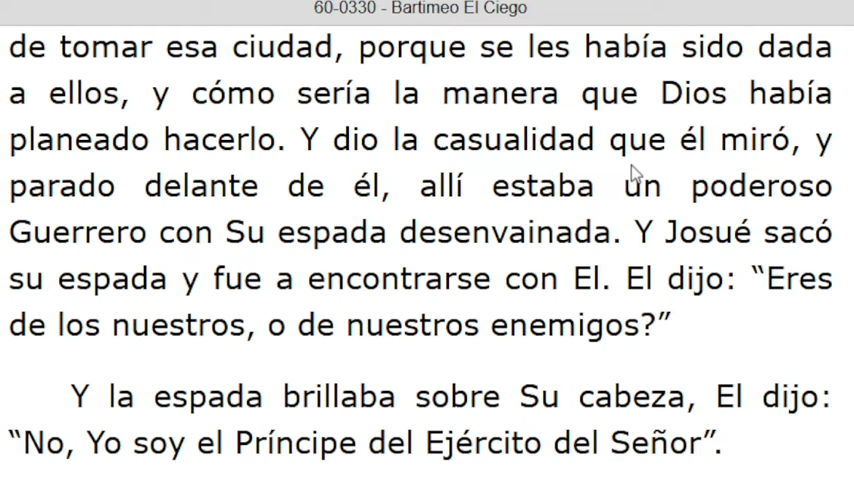 60-0330 - Bartimeo El Ciego
de tomar esa ciudad, porque se les había sido dada
a ellos, y cómo sería la manera que Dios había
planeado hacerlo. Y dio la casualidad que él miró, y
parado delante de él, allí estaba un poderoso
Guerrero con Su espada desenvainada. Y Josué sacó
su espada y fue a encontrarse con El. El dijo: “Eres
de los nuestros, o de nuestros enemigos?”
Y la espada brillaba sobre Su cabeza, El dijo:
“No, Yo soy el Príncipe del Ejército del Señor”.